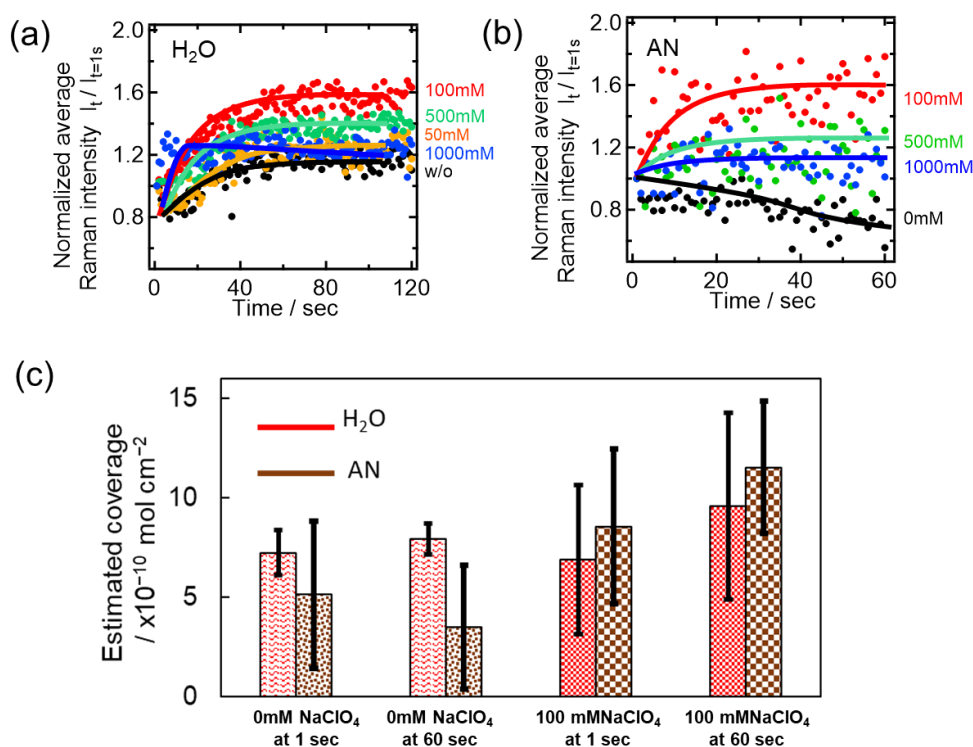 (a)
H₂O
Normalized average
Raman intensity I_t / I_t=1s
2.0
1.6
1.2
0.8
0
40
80
120
Time / sec
100mM
500mM
50mM
1000mM
w/o
(b)
AN
Normalized average
Raman intensity I_t / I_t=1s
2.0
1.6
1.2
0.8
0
20
40
60
Time / sec
100mM
500mM
1000mM
0mM
(c)
Estimated coverage
/ x10⁻¹⁰ mol cm⁻²
15
10
5
0
H₂O
AN
0mM NaClO₄
at 1 sec
0mM NaClO₄
at 60 sec
100 mMNaClO₄
at 1 sec
100 mMNaClO₄
at 60 sec